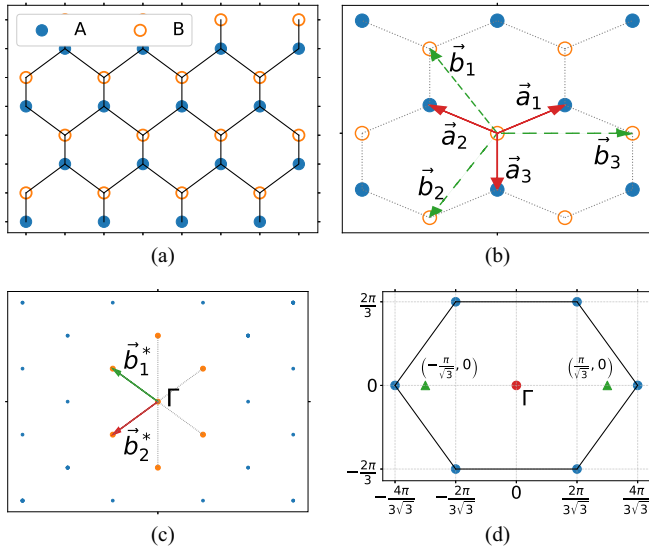 A B
(a)
b⃗₁
a⃗₁
a⃗₂
b⃗₃
b⃗₂
a⃗₃
(b)
b⃗₁*
Γ
b⃗₂*
(c)
2π/3
(-π/√3, 0) (π/√3, 0)
0
Γ
-2π/3
-4π/3√3 -2π/3√3 0 2π/3√3 4π/3√3
(d)